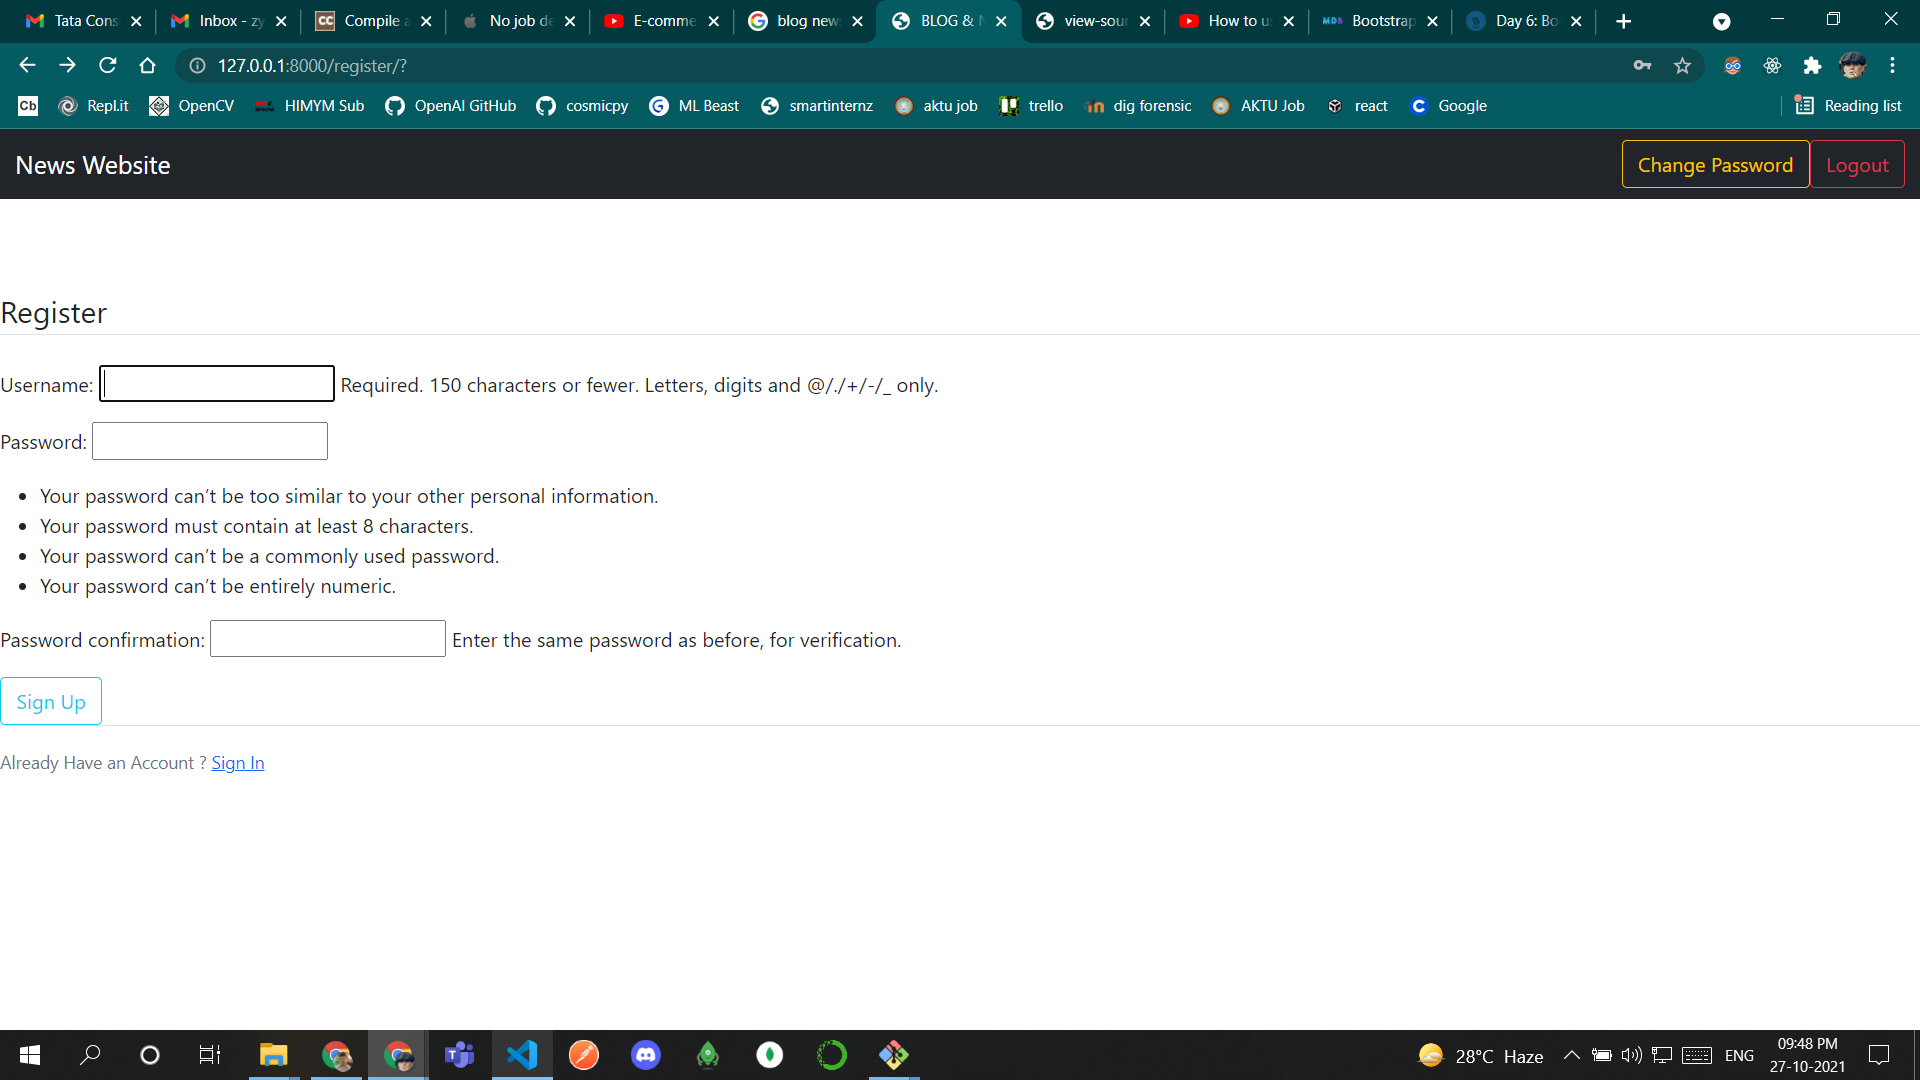 Tata Cons
Inbox - zy
Compile a
No job de
E-comme
blog new
BLOG & N
view-sour
How to u
Bootstrap
Day 6: Bo
127.0.0.1:8000/register/?
Cb Repl.it OpenCV HIMYM Sub OpenAI GitHub cosmicpy ML Beast smartinternz aktu job trello dig forensic AKTU Job react Google Reading list
News Website Change Password Logout
Register
Username: Required. 150 characters or fewer. Letters, digits and @/./+/-/_ only.
Password:
Your password can’t be too similar to your other personal information.
Your password must contain at least 8 characters.
Your password can’t be a commonly used password.
Your password can’t be entirely numeric.
Password confirmation: Enter the same password as before, for verification.
Sign Up
Already Have an Account ? Sign In
28°C Haze ENG 09:48 PM
27-10-2021